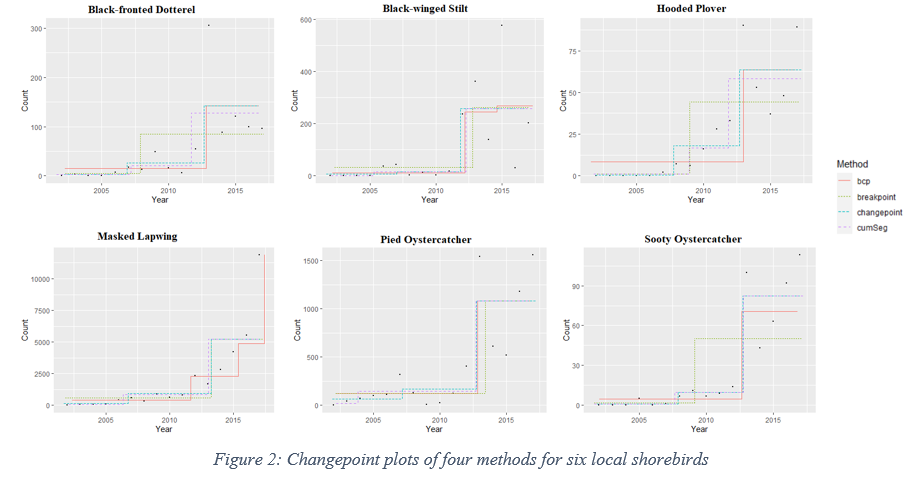 Black-fronted Dotterel
300
200
100
0
Count
2005
2010
2015
Year
Black-winged Stilt
600
400
200
0
Count
2005
2010
2015
Year
Hooded Plover
75
50
25
0
Count
2005
2010
2015
Year
Method
bcp
breakpoint
changepoint
cumSeg
Masked Lapwing
10000
7500
5000
2500
0
Count
2005
2010
2015
Year
Pied Oystercatcher
1500
1000
500
0
Count
2005
2010
2015
Year
Sooty Oystercatcher
90
60
30
0
Count
2005
2010
2015
Year
Figure 2: Changepoint plots of four methods for six local shorebirds